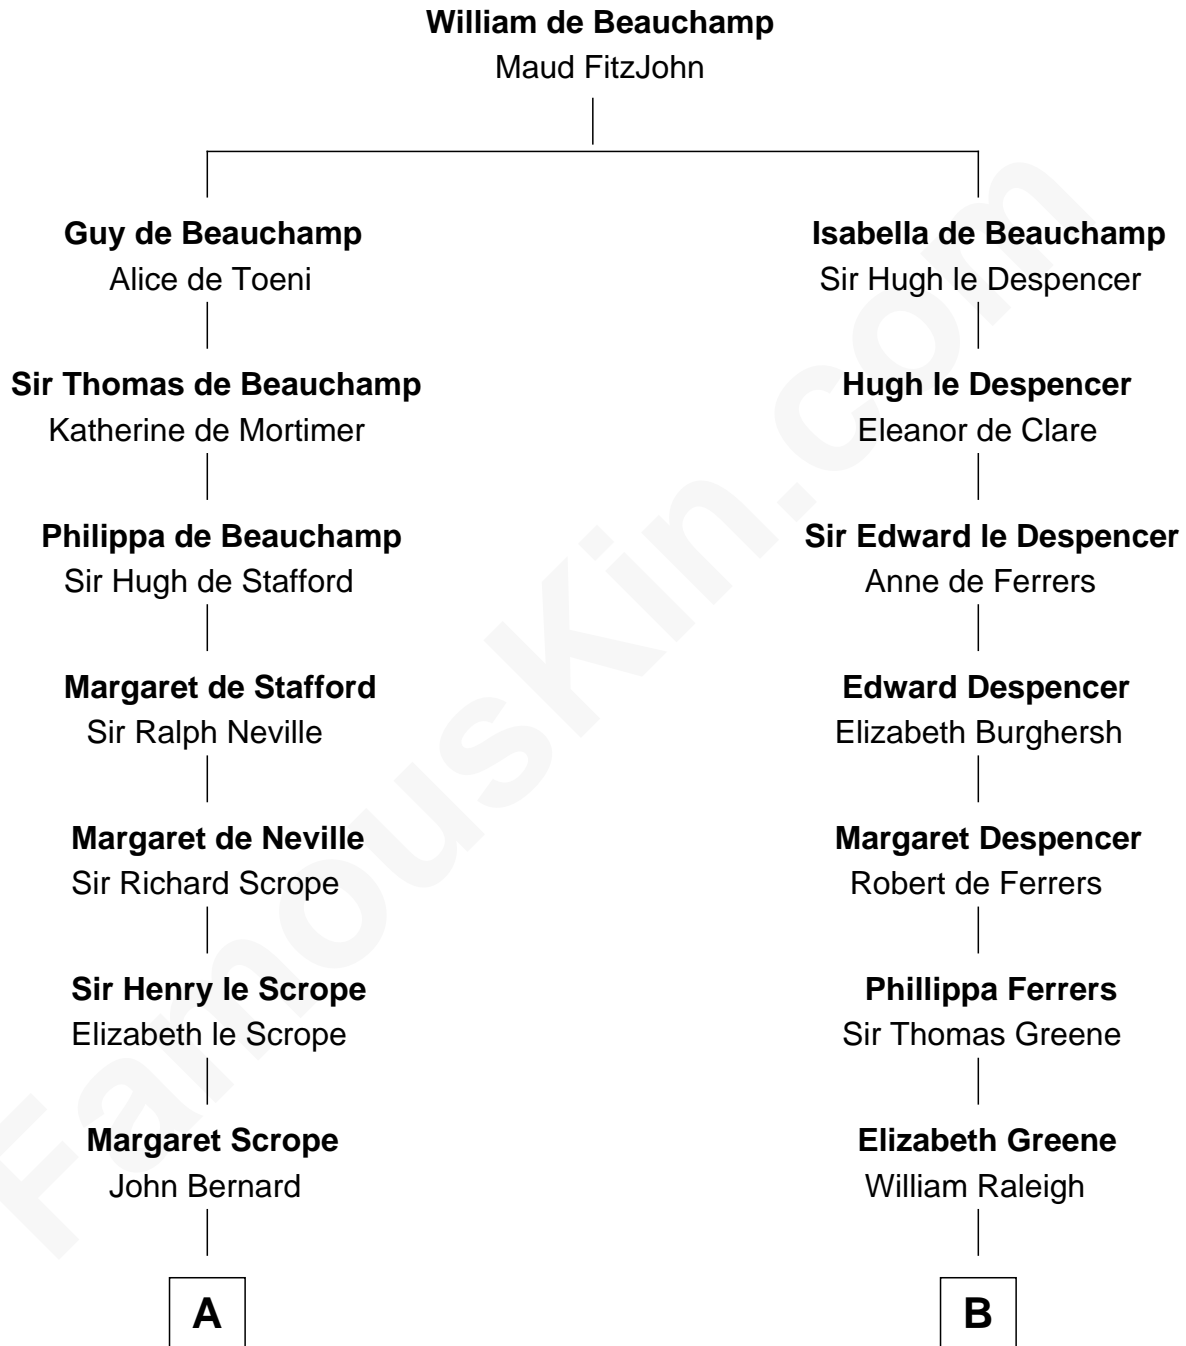 William de Beauchamp
Maud FitzJohn
Guy de Beauchamp
Alice de Toeni
Isabella de Beauchamp
Sir Hugh le Despencer
Sir Thomas de Beauchamp
Katherine de Mortimer
Hugh le Despencer
Eleanor de Clare
Philippa de Beauchamp
Sir Hugh de Stafford
Sir Edward le Despencer
Anne de Ferrers
Margaret de Stafford
Sir Ralph Neville
Edward Despencer
Elizabeth Burghersh
Margaret de Neville
Sir Richard Scrope
Margaret Despencer
Robert de Ferrers
Sir Henry le Scrope
Elizabeth le Scrope
Phillippa Ferrers
Sir Thomas Greene
Margaret Scrope
John Bernard
Elizabeth Greene
William Raleigh
A
B
FamousKin.com